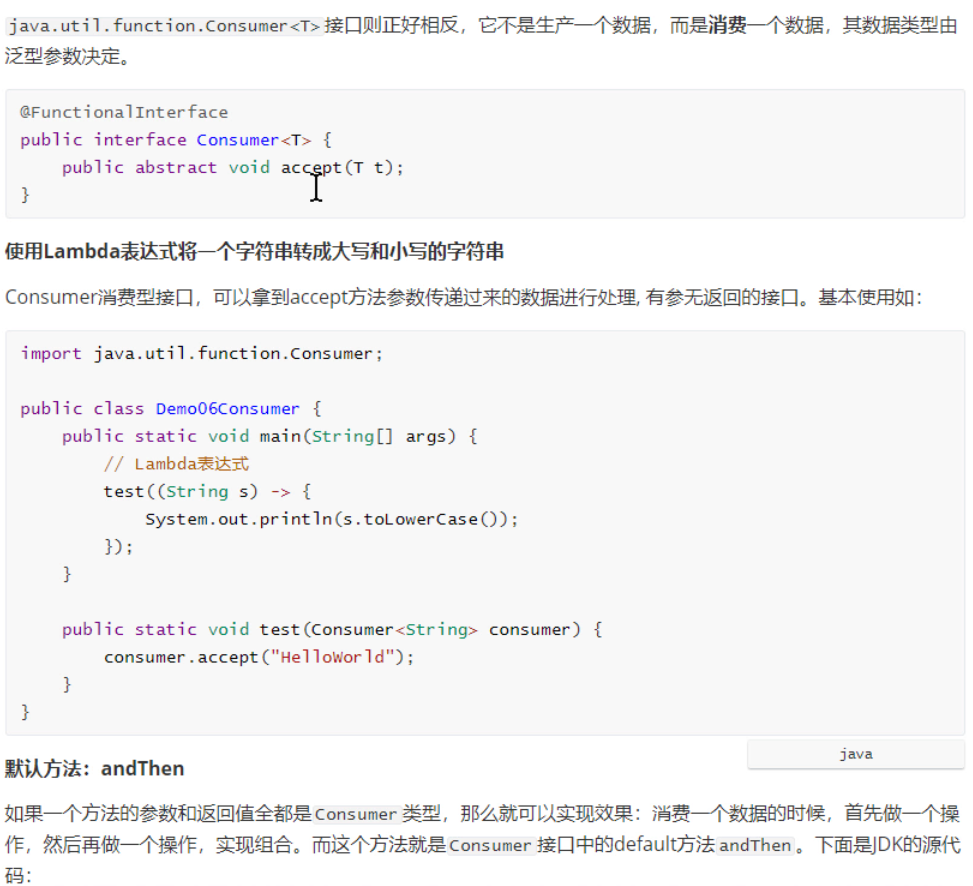 java.util.function.Consumer<T> 接口则正好相反，它不是生产一个数据，而是消费一个数据，其数据类型由
泛型参数决定。
@FunctionalInterface
public interface Consumer<T> {
    public abstract void accept(T t);
}
使用Lambda表达式将一个字符串转成大写和小写的字符串
Consumer消费型接口，可以拿到accept方法参数传递过来的数据进行处理, 有参无返回的接口。基本使用如：
import java.util.function.Consumer;
public class Demo06Consumer {
    public static void main(String[] args) {
        // Lambda表达式
        test((String s) -> {
            System.out.println(s.toLowerCase());
        });
    }
    public static void test(Consumer<String> consumer) {
        consumer.accept("HelloWorld");
    }
}
java
默认方法：andThen
如果一个方法的参数和返回值全都是 Consumer 类型，那么就可以实现效果：消费一个数据的时候，首先做一个操
作，然后再做一个操作，实现组合。而这个方法就是 Consumer 接口中的default方法 andThen 。下面是JDK的源代
码：